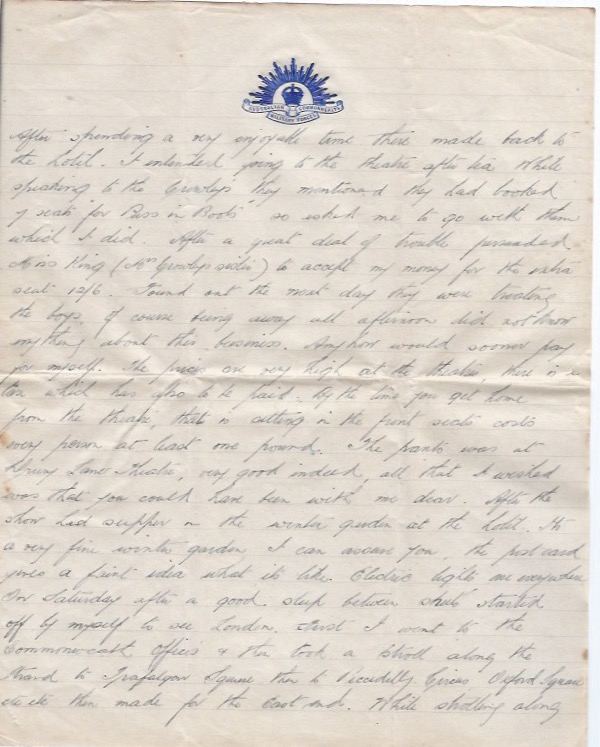 AUSTRALIAN COMMONWEALTH
MILITARY FORCES
After spending a very enjoyable time there made back to
the hotel. I intended going to the theatre after tea. While
speaking to the Growleys they mentioned they had booked
7 seats for "Puss in Boots" so asked me to go with them
which I did. After a great deal of trouble persuaded
Miss King (Mrs Growleys sister) to accept my money for the extra
seat 12/6. Found out the next day they were treating
the boys, of course being away all afternoon did not know
anything about this business. Anyhow would sooner pay
for myself. The prices are very high at the theatre, there is a
tax which has also to be paid. By the time you get home
from the theatre, that is sitting in the front seats costs
every person at least one pound. The panto was at
Drury Lane Theatre, very good indeed, all that I wished
was that you could have been with me dear. After the
show had supper in the winter garden at the hotel. Its
a very fine winter garden I can assure you, the postcard
gives a faint idea what its like. Electric lights are everywhere
On Saturday after a good sleep between sheets started
off by myself to see London. First I went to the
Commonwealth Offices & then took a stroll along the
Strand to Trafalgar Square then to Piccadilly Circus Oxford Square
etc etc then made for the East end. While strolling along